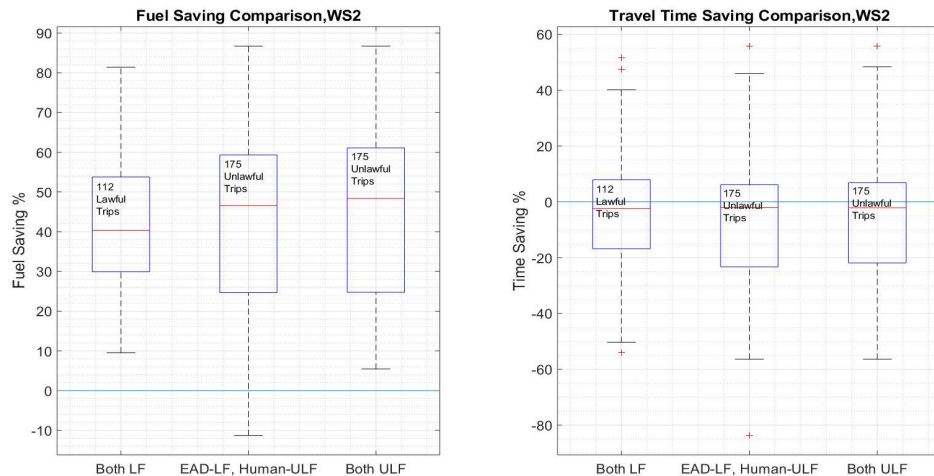 Fuel Saving Comparison,WS2
90
80
70
60
50
40
30
20
10
0
-10
Fuel Saving %
112
Lawful
Trips
175
Unlawful
Trips
175
Unlawful
Trips
Both LF
EAD-LF, Human-ULF
Both ULF
Travel Time Saving Comparison,WS2
60
40
20
0
-20
-40
-60
-80
Time Saving %
112
Lawful
Trips
175
Unlawful
Trips
175
Unlawful
Trips
Both LF
EAD-LF, Human-ULF
Both ULF